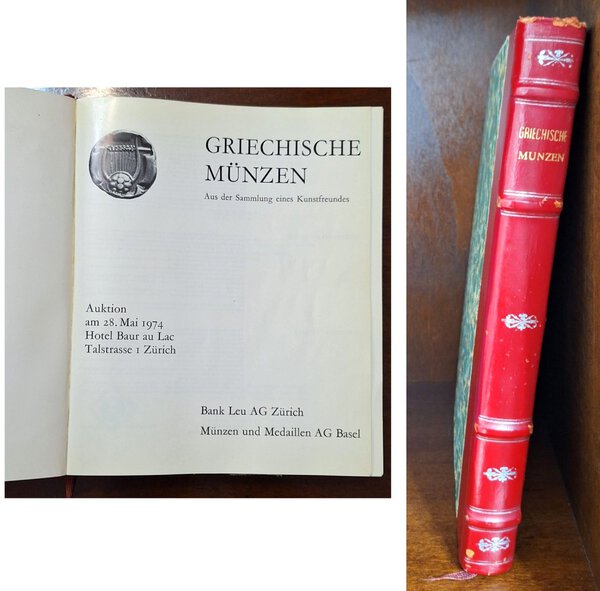 GRIECHISCHE
MÜNZEN
Aus der Sammlung eines Kunstfreundes
Auktion
am 28. Mai 1974
Hotel Baur au Lac
Talstrasse 1 Zürich
Bank Leu AG Zürich
Münzen und Medaillen AG Basel
GRIECHISCHE
MUNZEN